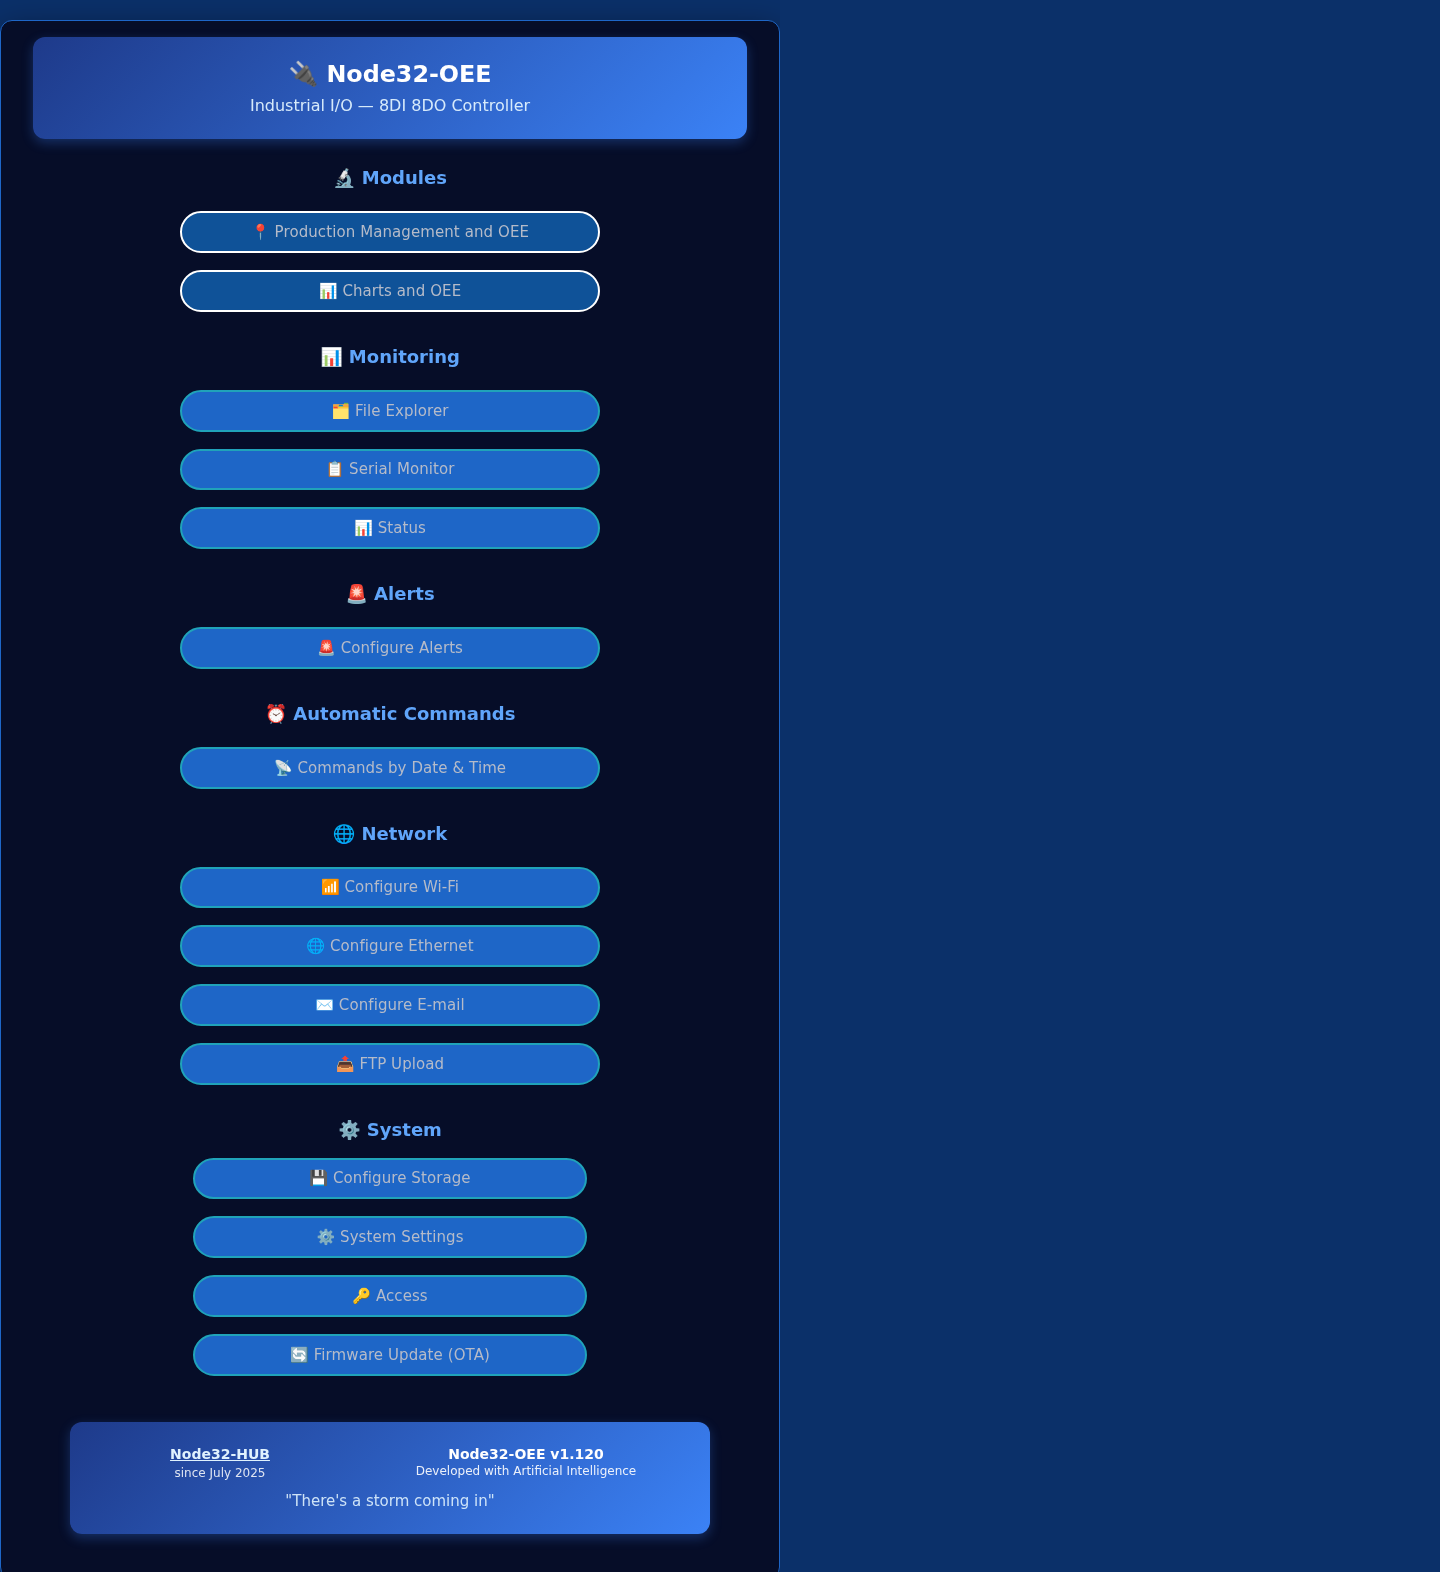 Node32-OEE
Industrial I/O — 8DI 8DO Controller
Modules
Production Management and OEE
Charts and OEE
Monitoring
File Explorer
Serial Monitor
Status
Alerts
Configure Alerts
Automatic Commands
Commands by Date & Time
Network
Configure Wi-Fi
Configure Ethernet
Configure E-mail
FTP Upload
System
Configure Storage
System Settings
Access
Firmware Update (OTA)
Node32-HUB
since July 2025
Node32-OEE v1.120
Developed with Artificial Intelligence
"There's a storm coming in"